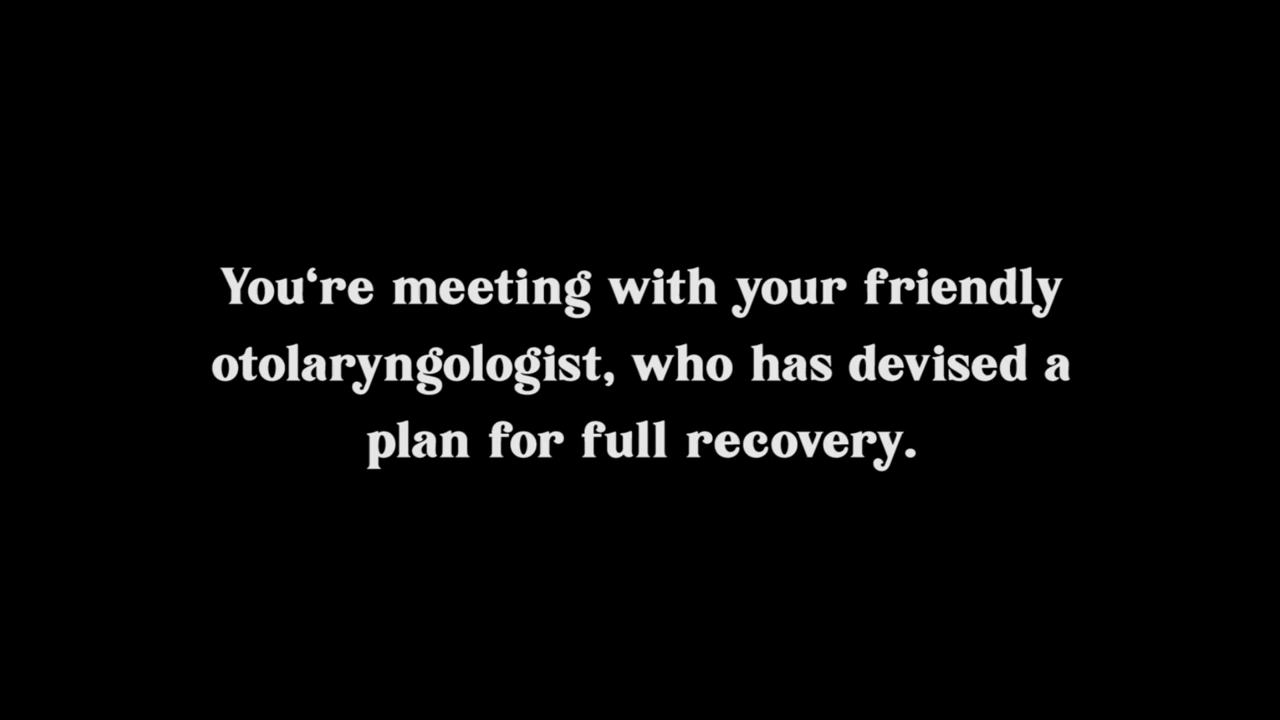 You‘re meeting with your friendly
otolaryngologist, who has devised a
plan for full recovery.